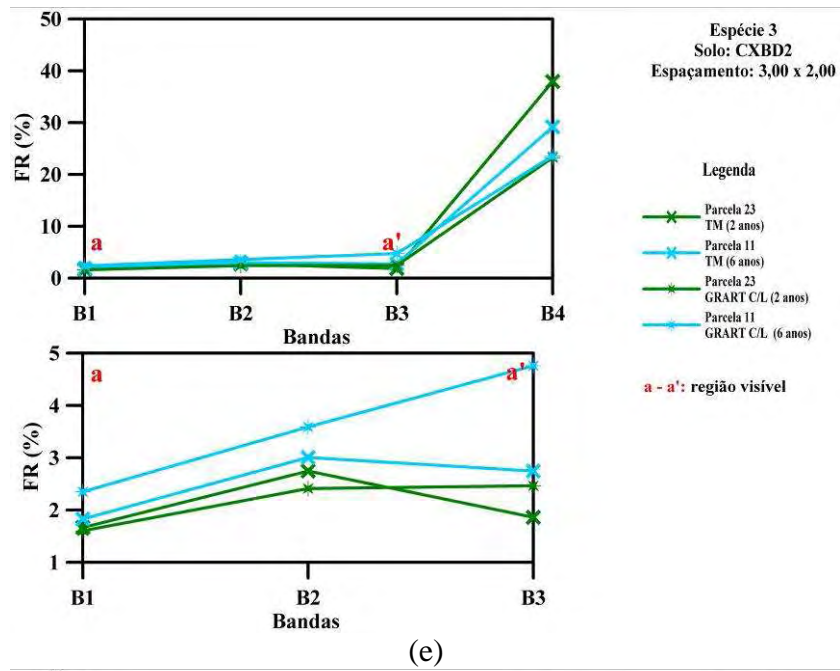 50
40
30
20
10
0
FR (%)
a
a'
B1
B2
B3
B4
Bandas
Espécie 3
Solo: CXBD2
Espaçamento: 3,00 x 2,00
Legenda
Parcela 23
TM (2 anos)
Parcela 11
TM (6 anos)
Parcela 23
GRART C/L (2 anos)
Parcela 11
GRART C/L (6 anos)
a - a': região visível
5
4
3
2
1
FR (%)
a
a'
B1
B2
B3
Bandas
(e)